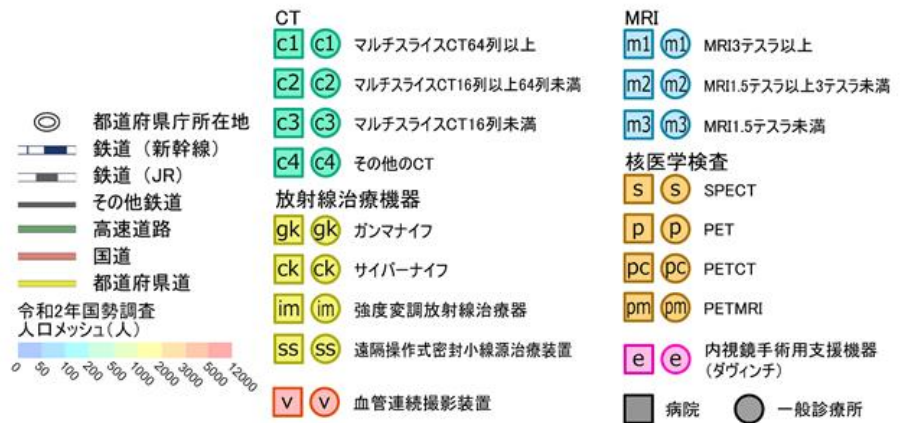 都道府県庁所在地
鉄道（新幹線）
鉄道（JR）
その他鉄道
高速道路
国道
都道府県道
令和2年国勢調査
人口メッシュ(人)
0 50 100 200 500 1000 3000 5000 12000
CT
c1 c1 マルチスライスCT64列以上
c2 c2 マルチスライスCT16列以上64列未満
c3 c3 マルチスライスCT16列未満
c4 c4 その他のCT
放射線治療機器
gk gk ガンマナイフ
ck ck サイバーナイフ
im im 強度変調放射線治療器
ss ss 遠隔操作式密封小線源治療装置
v v 血管連続撮影装置
MRI
m1 m1 MRI3テスラ以上
m2 m2 MRI1.5テスラ以上3テスラ未満
m3 m3 MRI1.5テスラ未満
核医学検査
s s SPECT
p p PET
pc pc PETCT
pm pm PETMRI
e e 内視鏡手術用支援機器
(ダヴィンチ)
病院 一般診療所